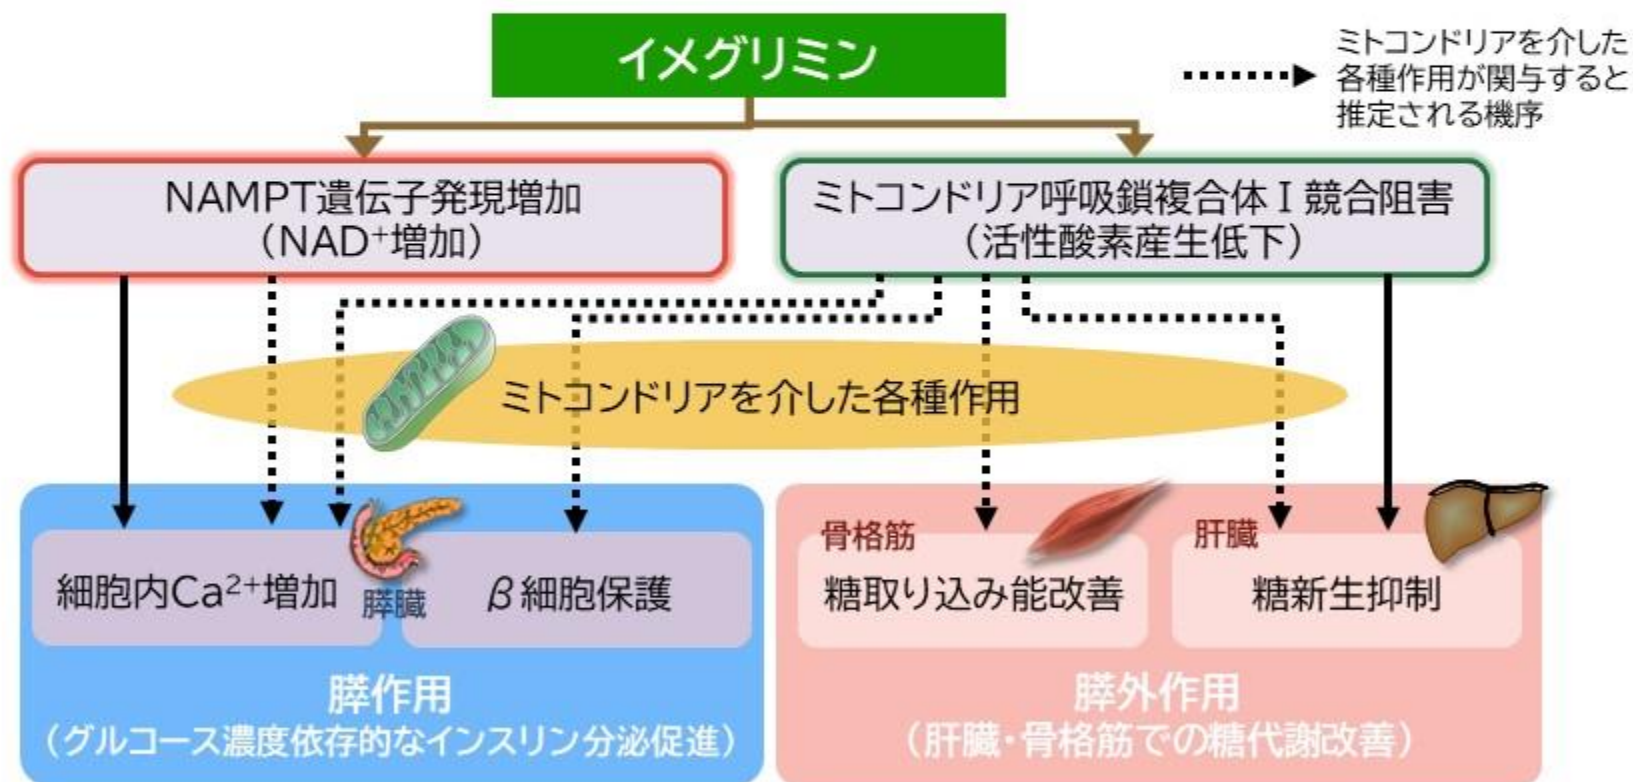 イメグリミン
ミトコンドリアを介した
各種作用が関与すると
推定される機序
NAMPT遺伝子発現増加
（NAD⁺増加）
ミトコンドリア呼吸鎖複合体Ⅰ競合阻害
（活性酸素産生低下）
ミトコンドリアを介した各種作用
細胞内Ca²⁺増加
膵臓
β細胞保護
骨格筋
糖取り込み能改善
肝臓
糖新生抑制
膵作用
（グルコース濃度依存的なインスリン分泌促進）
膵外作用
（肝臓・骨格筋での糖代謝改善）